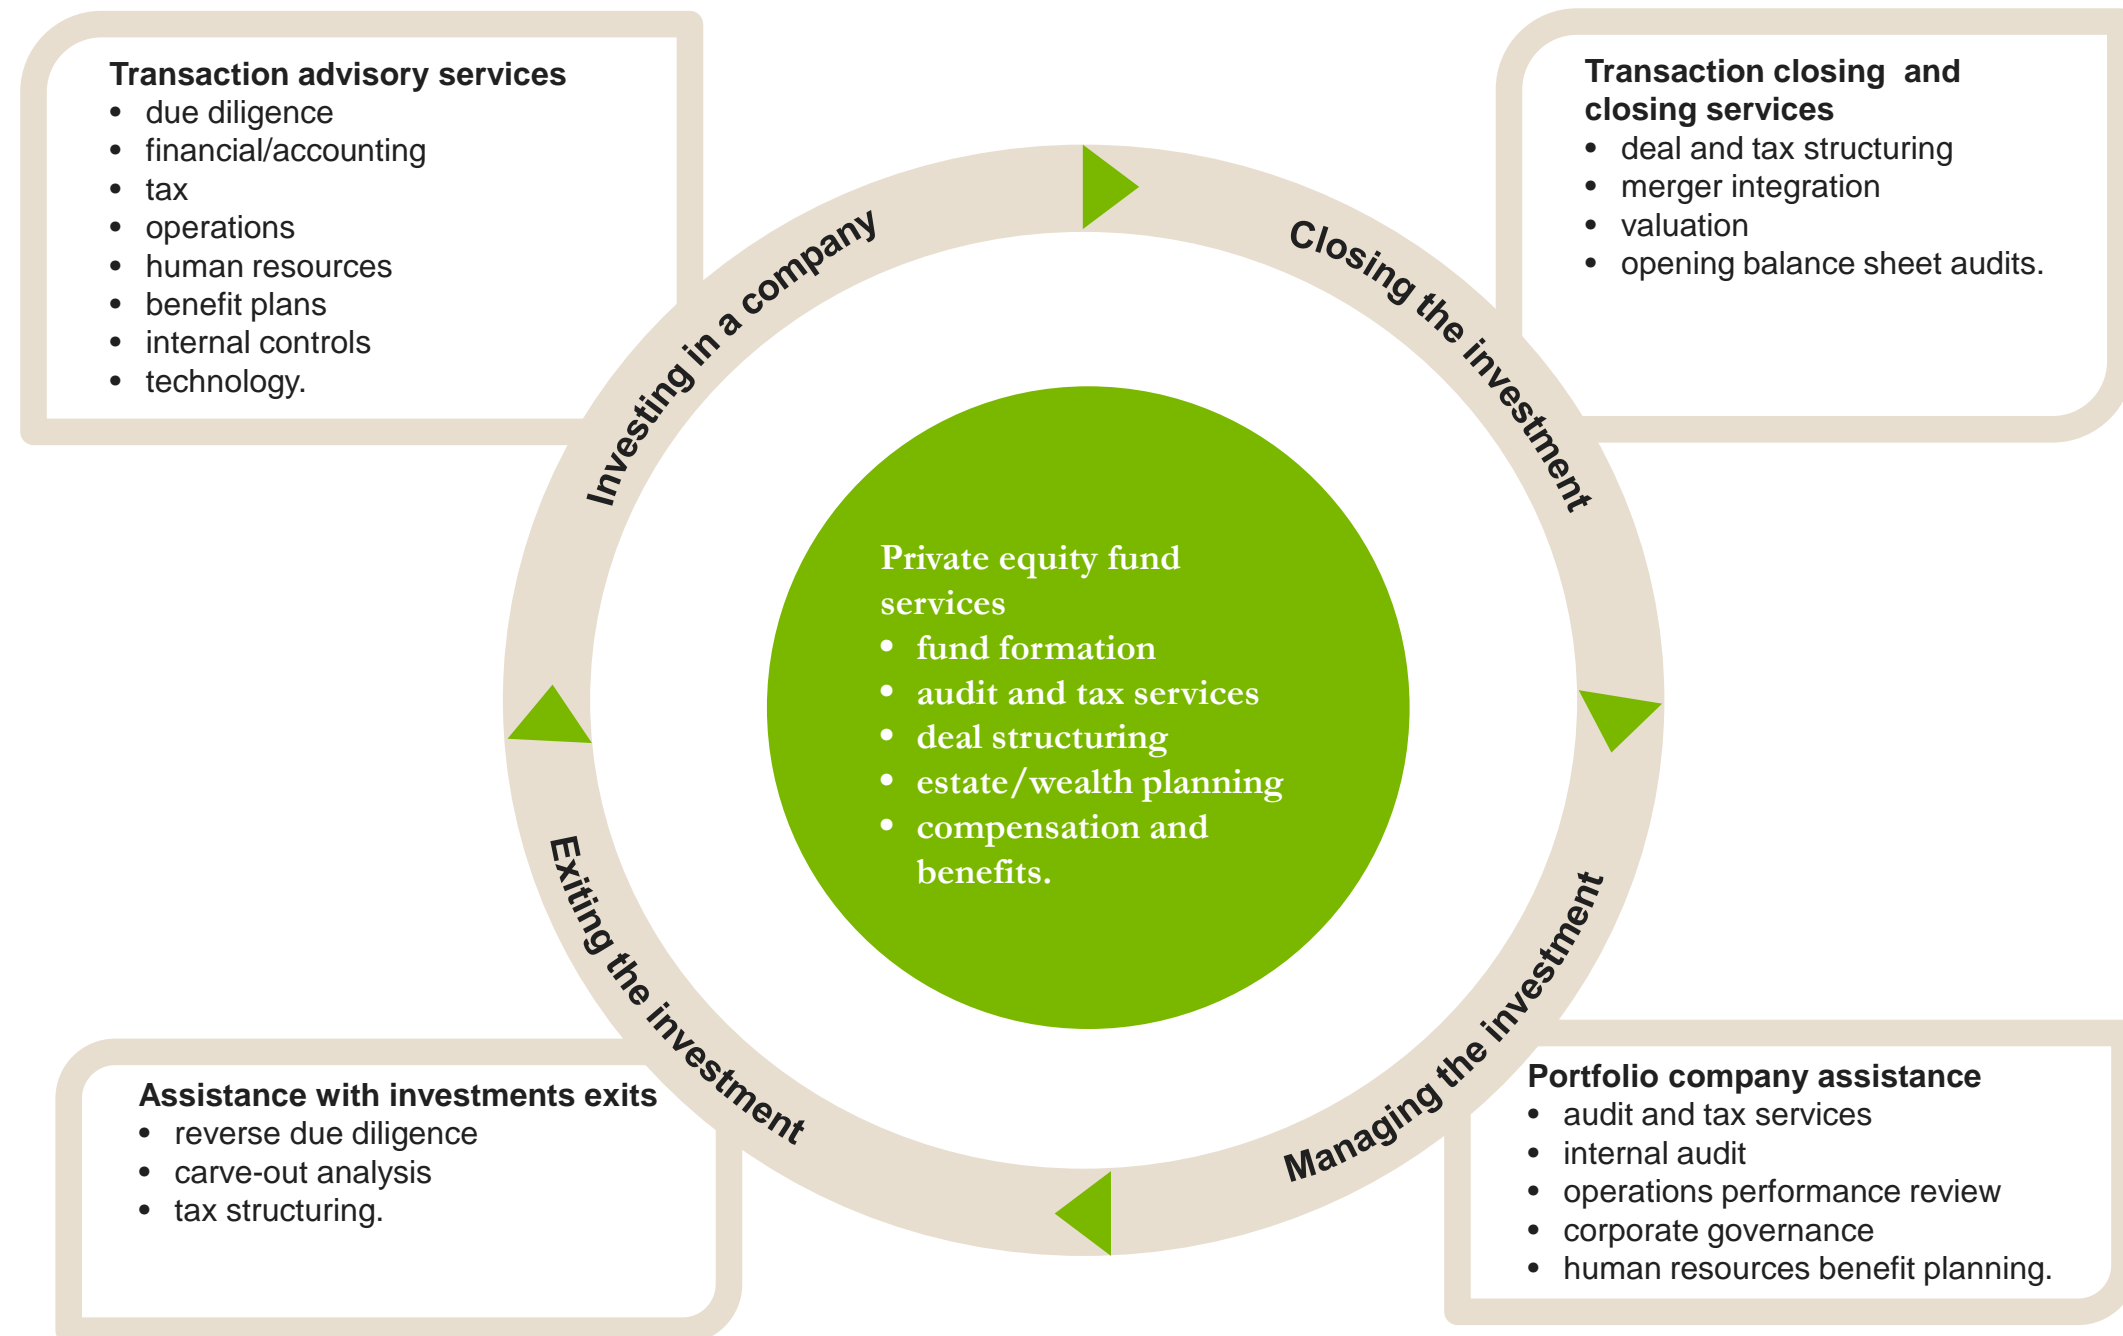 Transaction advisory services
• due diligence
• financial/accounting
• tax
• operations
• human resources
• benefit plans
• internal controls
• technology.
Transaction closing  and
closing services
• deal and tax structuring
• merger integration
• valuation
• opening balance sheet audits.
Investing in a company
Closing the investment
Private equity fund
services
• fund formation
• audit and tax services
• deal structuring
• estate/wealth planning
• compensation and
benefits.
Exiting the investment
Managing the investment
Assistance with investments exits
• reverse due diligence
• carve-out analysis
• tax structuring.
Portfolio company assistance
• audit and tax services
• internal audit
• operations performance review
• corporate governance
• human resources benefit planning.